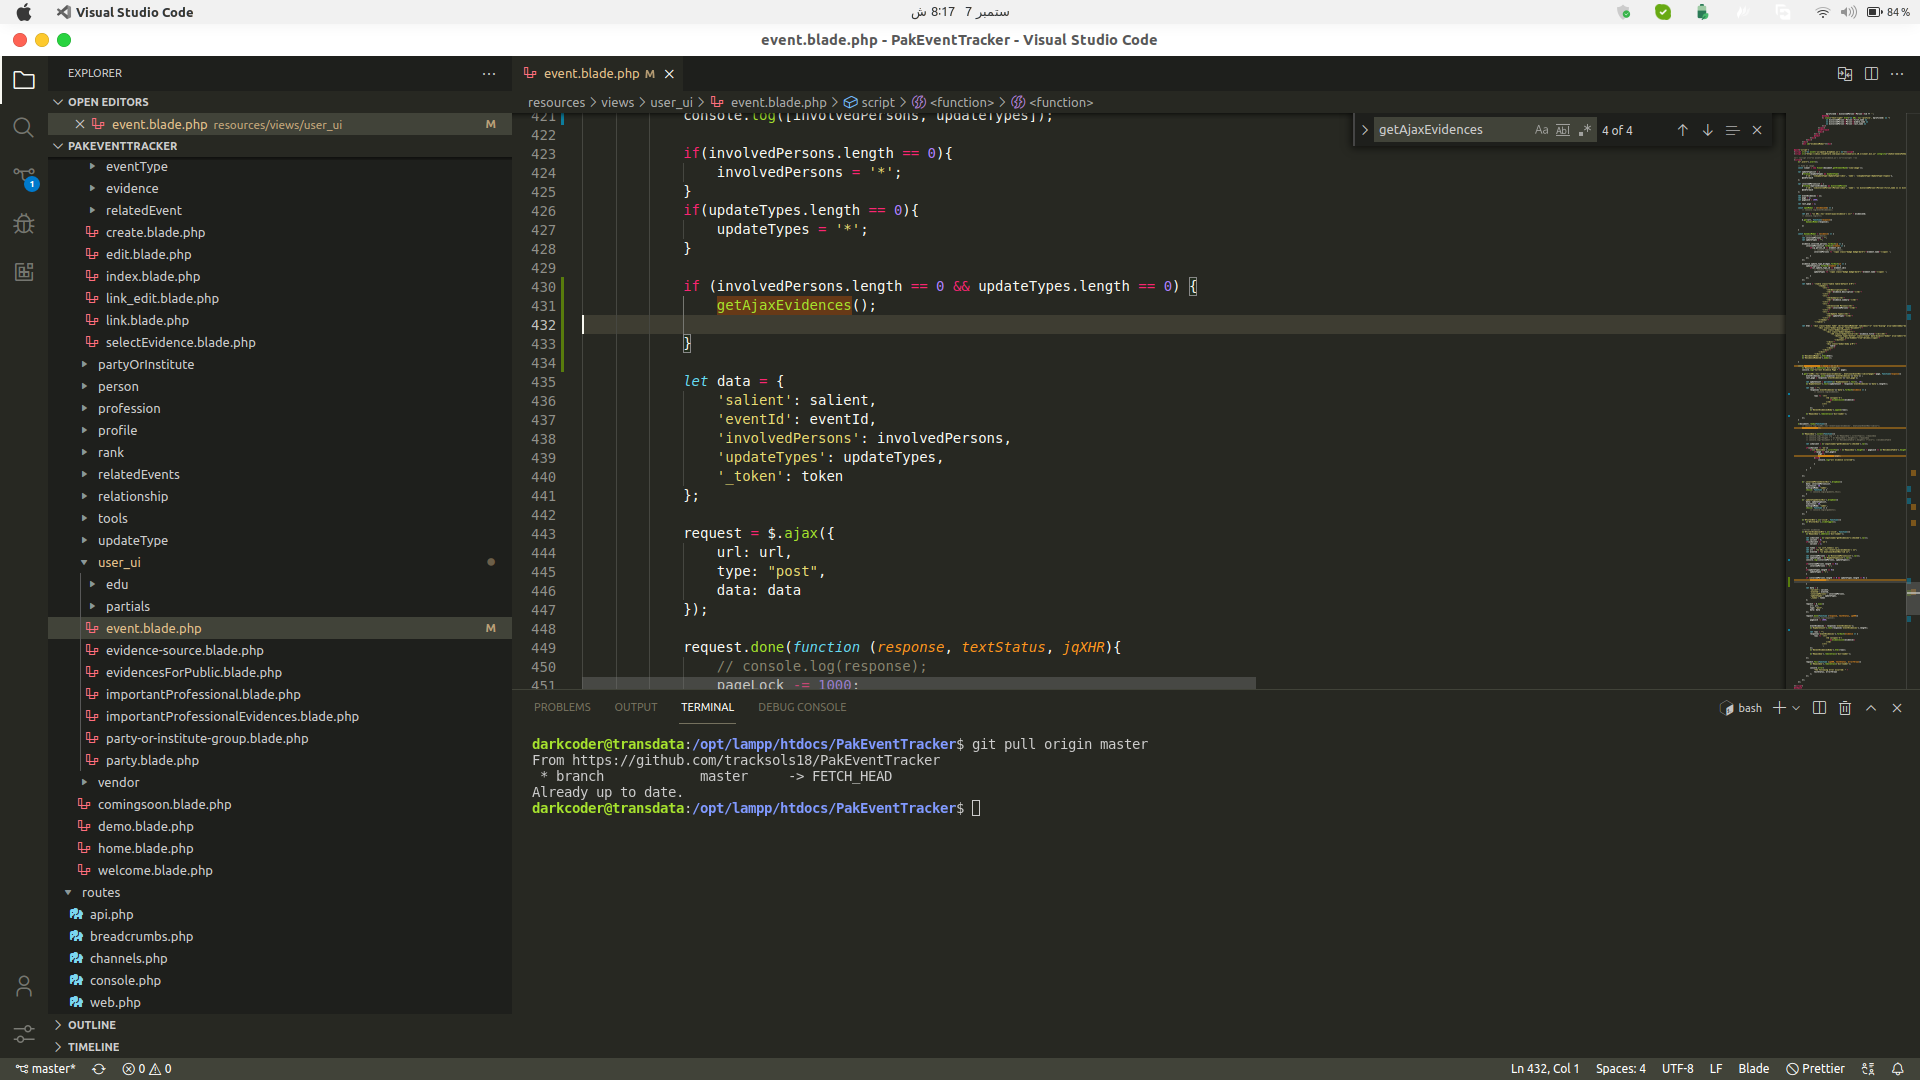 Visual Studio Code
ستمبر 7 8:17 ش
84 %
event.blade.php - PakEventTracker - Visual Studio Code
EXPLORER
OPEN EDITORS
event.blade.php resources/views/user_ui M
PAKEVENTTRACKER
eventType
evidence
relatedEvent
create.blade.php
edit.blade.php
index.blade.php
link_edit.blade.php
link.blade.php
selectEvidence.blade.php
partyOrInstitute
person
profession
profile
rank
relatedEvents
relationship
tools
updateType
user_ui
edu
partials
event.blade.php M
evidence-source.blade.php
evidencesForPublic.blade.php
importantProfessional.blade.php
importantProfessionalEvidences.blade.php
party-or-institute-group.blade.php
party.blade.php
vendor
comingsoon.blade.php
demo.blade.php
home.blade.php
welcome.blade.php
routes
api.php
breadcrumbs.php
channels.php
console.php
web.php
OUTLINE
TIMELINE
event.blade.php M
resources > views > user_ui > event.blade.php > script > <function> > <function>
getAjaxEvidences Aa Abl .* 4 of 4
421 console.log([involvedPersons, updateTypes]);
422
423 if(involvedPersons.length == 0){
424 involvedPersons = '*';
425 }
426 if(updateTypes.length == 0){
427 updateTypes = '*';
428 }
429
430 if (involvedPersons.length == 0 && updateTypes.length == 0) {
431 getAjaxEvidences();
432
433 }
434
435 let data = {
436 'salient': salient,
437 'eventId': eventId,
438 'involvedPersons': involvedPersons,
439 'updateTypes': updateTypes,
440 '_token': token
441 };
442
443 request = $.ajax({
444 url: url,
445 type: "post",
446 data: data
447 });
448
449 request.done(function (response, textStatus, jqXHR){
450 // console.log(response);
451 pageLock -= 1000;
PROBLEMS OUTPUT TERMINAL DEBUG CONSOLE
bash
darkcoder@transdata:/opt/lampp/htdocs/PakEventTracker$ git pull origin master
From https://github.com/tracksols18/PakEventTracker
* branch master -> FETCH_HEAD
Already up to date.
darkcoder@transdata:/opt/lampp/htdocs/PakEventTracker$
1
master* 0 0
Ln 432, Col 1 Spaces: 4 UTF-8 LF Blade Prettier